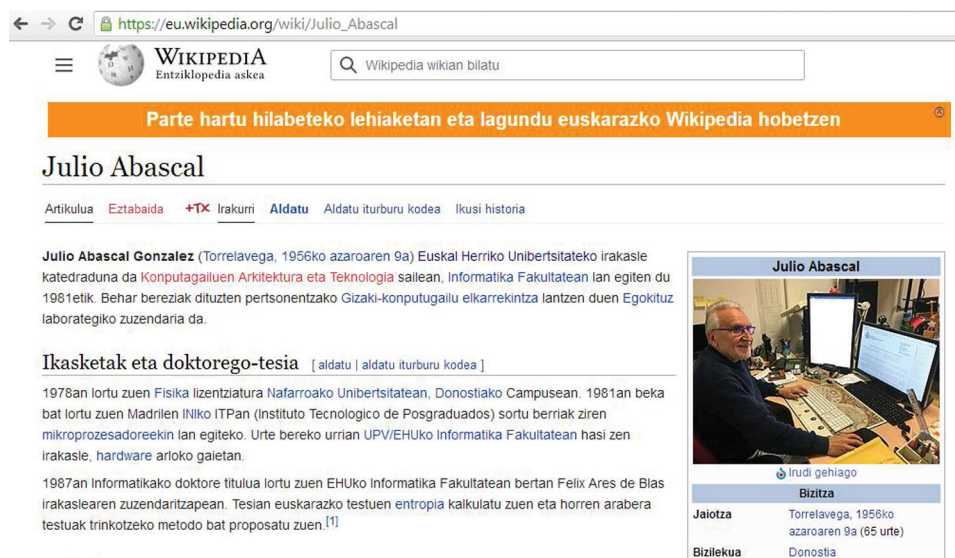 https://eu.wikipedia.org/wiki/Julio_Abascal
WIKIPEDIA
Entziklopedia askea
Wikipedia wikian bilatu
Parte hartu hilabeteko lehiaketan eta lagundu euskarazko Wikipedia hobetzen
Julio Abascal
Artikulua Eztabaida +TX Irakurri Aldatu Aldatu iturburu kodea Ikusi historia
Julio Abascal Gonzalez (Torrelavega, 1956ko azaroaren 9a) Euskal Herriko Unibertsitateko irakasle
katedraduna da Konputagailuen Arkitektura eta Teknologia sailean, Informatika Fakultatean lan egiten du
1981etik. Behar bereziak dituzten pertsonentzako Gizaki-konputugailu elkarrekintza lantzen duen Egokituz
laborategiko zuzendaria da.
Ikasketak eta doktorego-tesia [ aldatu | aldatu iturburu kodea ]
1978an lortu zuen Fisika lizentziatura Nafarroako Unibertsitatean, Donostiako Campusean. 1981an beka
bat lortu zuen Madrilen INIko ITPan (Instituto Tecnologico de Posgraduados) sortu berriak ziren
mikroprozesadoreekin lan egiteko. Urte bereko urrian UPV/EHUko Informatika Fakultatean hasi zen
irakasle, hardware arloko gaietan.
1987an Informatikako doktore titulua lortu zuen EHUko Informatika Fakultatean bertan Felix Ares de Blas
irakaslearen zuzendaritzapean. Tesian euskarazko testuen entropia kalkulatu zuen eta horren arabera
testuak trinkotzeko metodo bat proposatu zuen.[1]
Julio Abascal
Irudi gehiago
Bizitza
Jaiotza Torrelavega, 1956ko
azaroaren 9a (65 urte)
Bizilekua Donostia